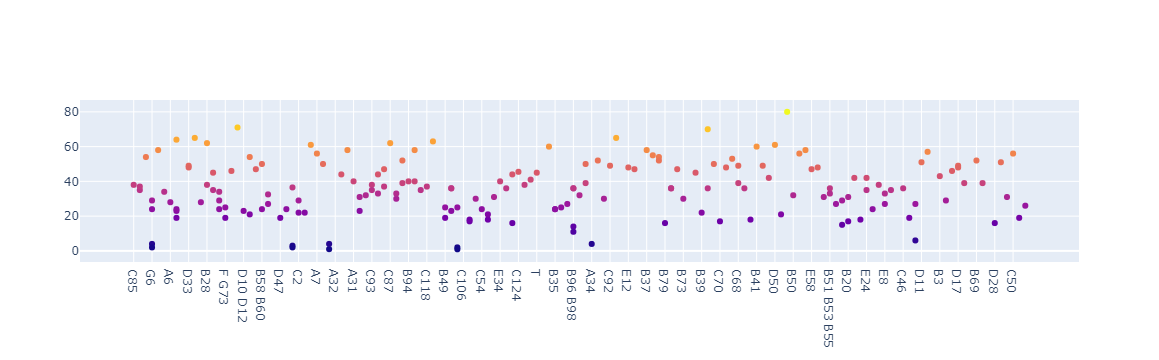 80
60
40
20
0
C85
G6
A6
D33
B28
F G73
D10 D12
B58 B60
D47
C2
A7
A32
A31
C93
C87
B94
C118
B49
C106
C54
E34
C124
T
B35
B96 B98
A34
C92
E12
B37
B79
B73
B39
C70
C68
B41
D50
B50
E58
B51 B53 B55
B20
E24
E8
C46
D11
B3
D17
B69
D28
C50